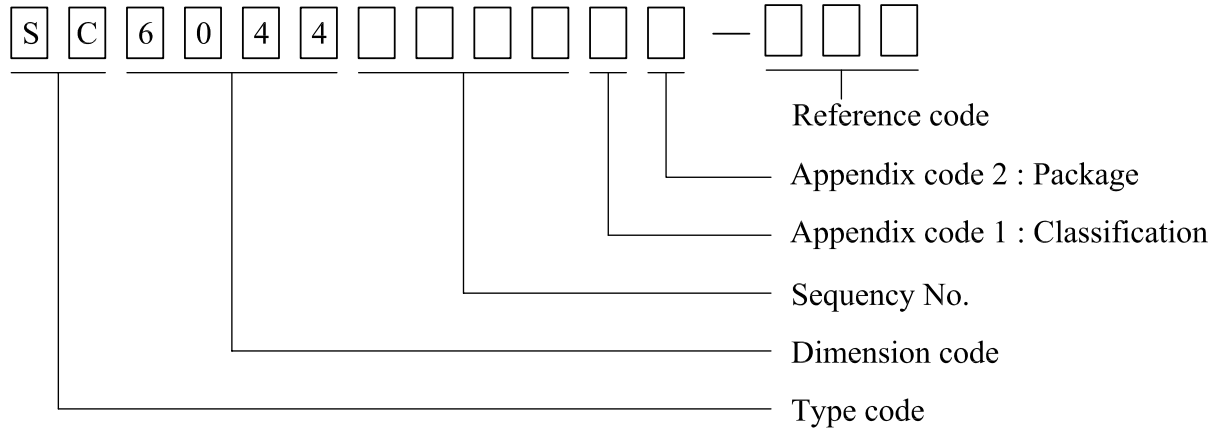 S C 6 0 4 4 —
Reference code
Appendix code 2 : Package
Appendix code 1 : Classification
Sequency No.
Dimension code
Type code